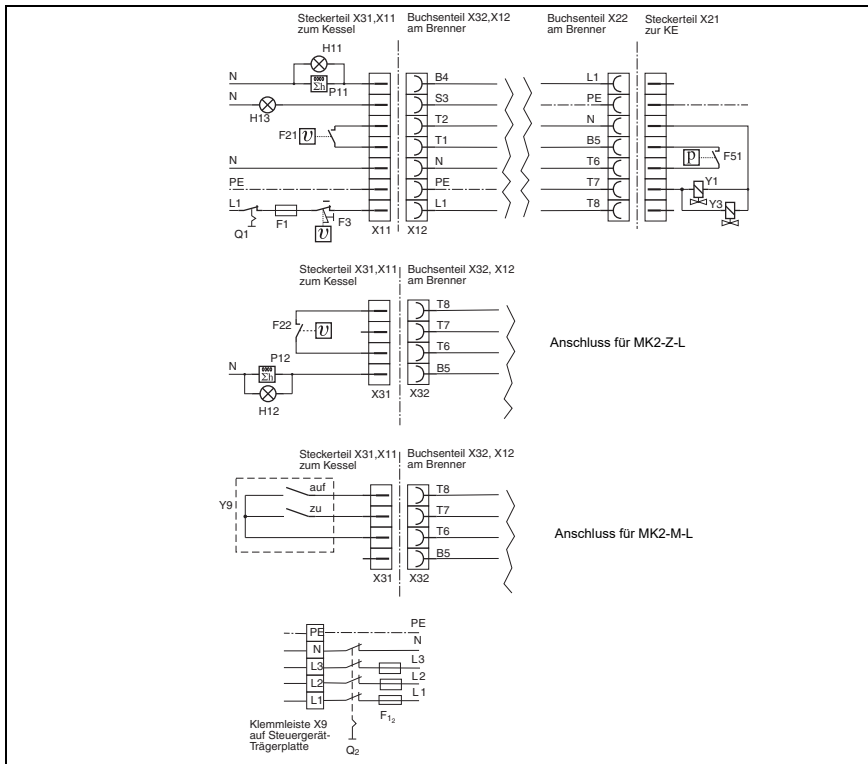 Steckerteil X31,X11
zum Kessel
Buchsenteil X32,X12
am Brenner
Buchsenteil X22
am Brenner
Steckerteil X21
zur KE
H11
N
0000
Σh
P11
B4
L1
N
H13
S3
PE
F21
υ
T2
N
T1
B5
p
F51
N
N
T6
Y1
PE
PE
T7
L1
L1
T8
Y3
Q1
F1
F3
υ
X11
X12
Steckerteil X31,X11
zum Kessel
Buchsenteil X32, X12
am Brenner
T8
F22
υ
T7
Anschluss für MK2-Z-L
P12
T6
N
0000
Σh
B5
H12
X31
X32
Steckerteil X31,X11
zum Kessel
Buchsenteil X32, X12
am Brenner
Y9
auf
T8
zu
T7
T6
Anschluss für MK2-M-L
B5
X31
X32
PE
PE
N
N
L3
L3
L2
L2
L1
L1
F12
Klemmleiste X9
auf Steuergerät-
Trägerplatte
Q2